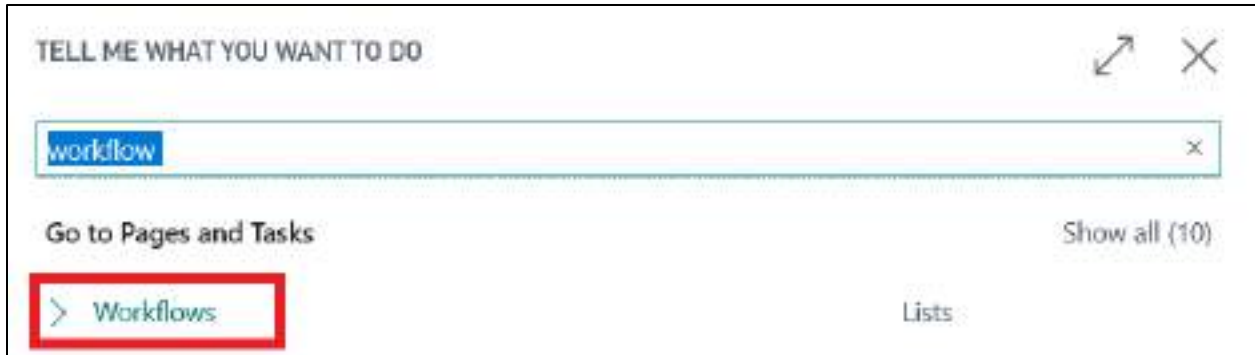 TELL ME WHAT YOU WANT TO DO
workflow
Go to Pages and Tasks Show all (10)
Workflows Lists